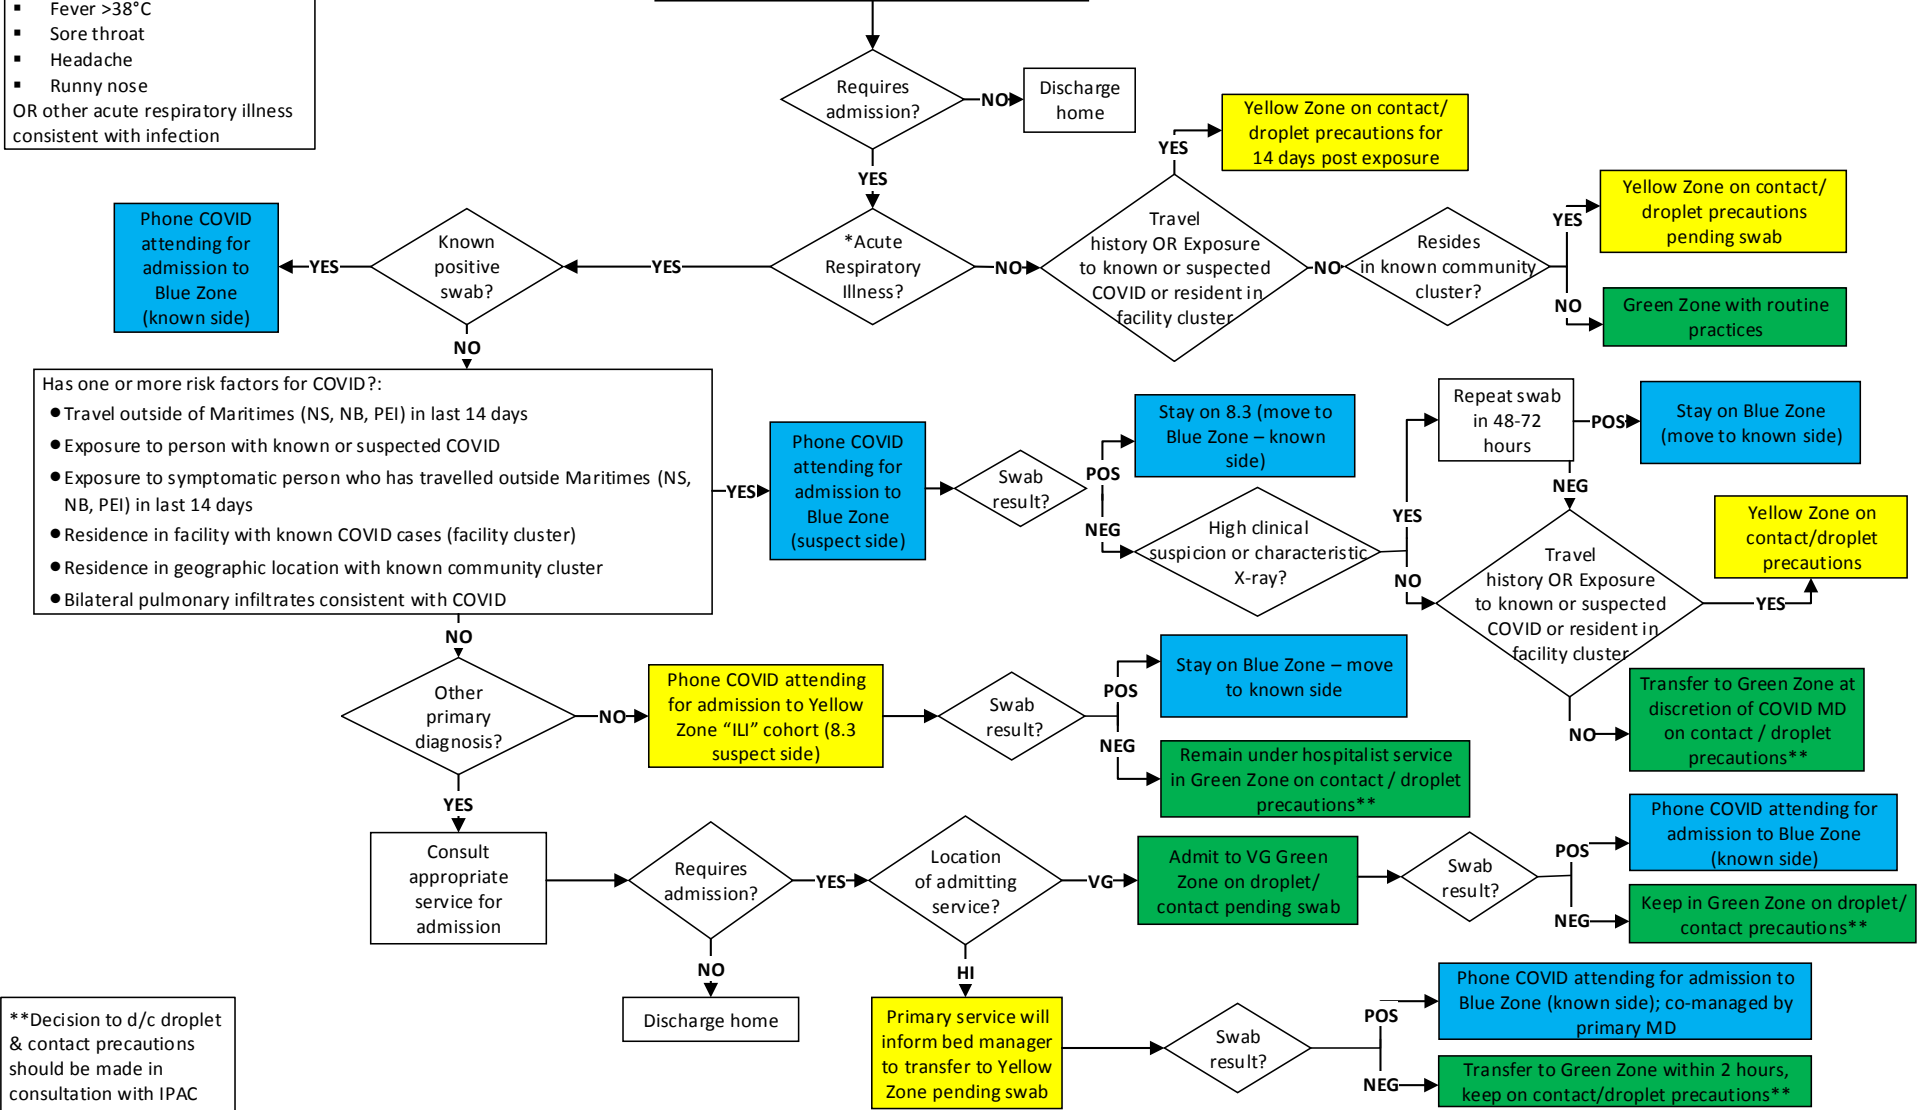 ▪ Fever >38°C
▪ Sore throat
▪ Headache
▪ Runny nose
OR other acute respiratory illness
consistent with infection
Requires
admission?
NO
Discharge
home
YES
Yellow Zone on contact/
droplet precautions for
14 days post exposure
YES
*Acute
Respiratory
Illness?
YES
Known
positive
swab?
YES
Phone COVID
attending for
admission to
Blue Zone
(known side)
NO
Travel
history OR Exposure
to known or suspected
COVID or resident in
facility cluster
NO
Resides
in known community
cluster?
YES
Yellow Zone on contact/
droplet precautions
pending swab
NO
Green Zone with routine
practices
NO
Has one or more risk factors for COVID?:
● Travel outside of Maritimes (NS, NB, PEI) in last 14 days
● Exposure to person with known or suspected COVID
● Exposure to symptomatic person who has travelled outside Maritimes (NS,
NB, PEI) in last 14 days
● Residence in facility with known COVID cases (facility cluster)
● Residence in geographic location with known community cluster
● Bilateral pulmonary infiltrates consistent with COVID
YES
Phone COVID
attending for
admission to
Blue Zone
(suspect side)
Swab
result?
POS
Stay on 8.3 (move to
Blue Zone – known
side)
NEG
High clinical
suspicion or characteristic
X-ray?
YES
Repeat swab
in 48-72
hours
POS
Stay on Blue Zone
(move to known side)
NEG
NO
Travel
history OR Exposure
to known or suspected
COVID or resident in
facility cluster
YES
Yellow Zone on
contact/droplet
precautions
NO
Transfer to Green Zone at
discretion of COVID MD
on contact / droplet
precautions**
NO
Other
primary
diagnosis?
NO
Phone COVID attending
for admission to Yellow
Zone “ILI” cohort (8.3
suspect side)
Swab
result?
POS
Stay on Blue Zone – move
to known side
NEG
Remain under hospitalist service
in Green Zone on contact / droplet
precautions**
YES
Consult
appropriate
service for
admission
Requires
admission?
YES
Location
of admitting
service?
VG
Admit to VG Green
Zone on droplet/
contact pending swab
Swab
result?
POS
Phone COVID attending for
admission to Blue Zone
(known side)
NEG
Keep in Green Zone on droplet/
contact precautions**
NO
Discharge home
HI
Primary service will
inform bed manager
to transfer to Yellow
Zone pending swab
Swab
result?
POS
Phone COVID attending for admission to
Blue Zone (known side); co-managed by
primary MD
NEG
Transfer to Green Zone within 2 hours,
keep on contact/droplet precautions**
**Decision to d/c droplet
& contact precautions
should be made in
consultation with IPAC